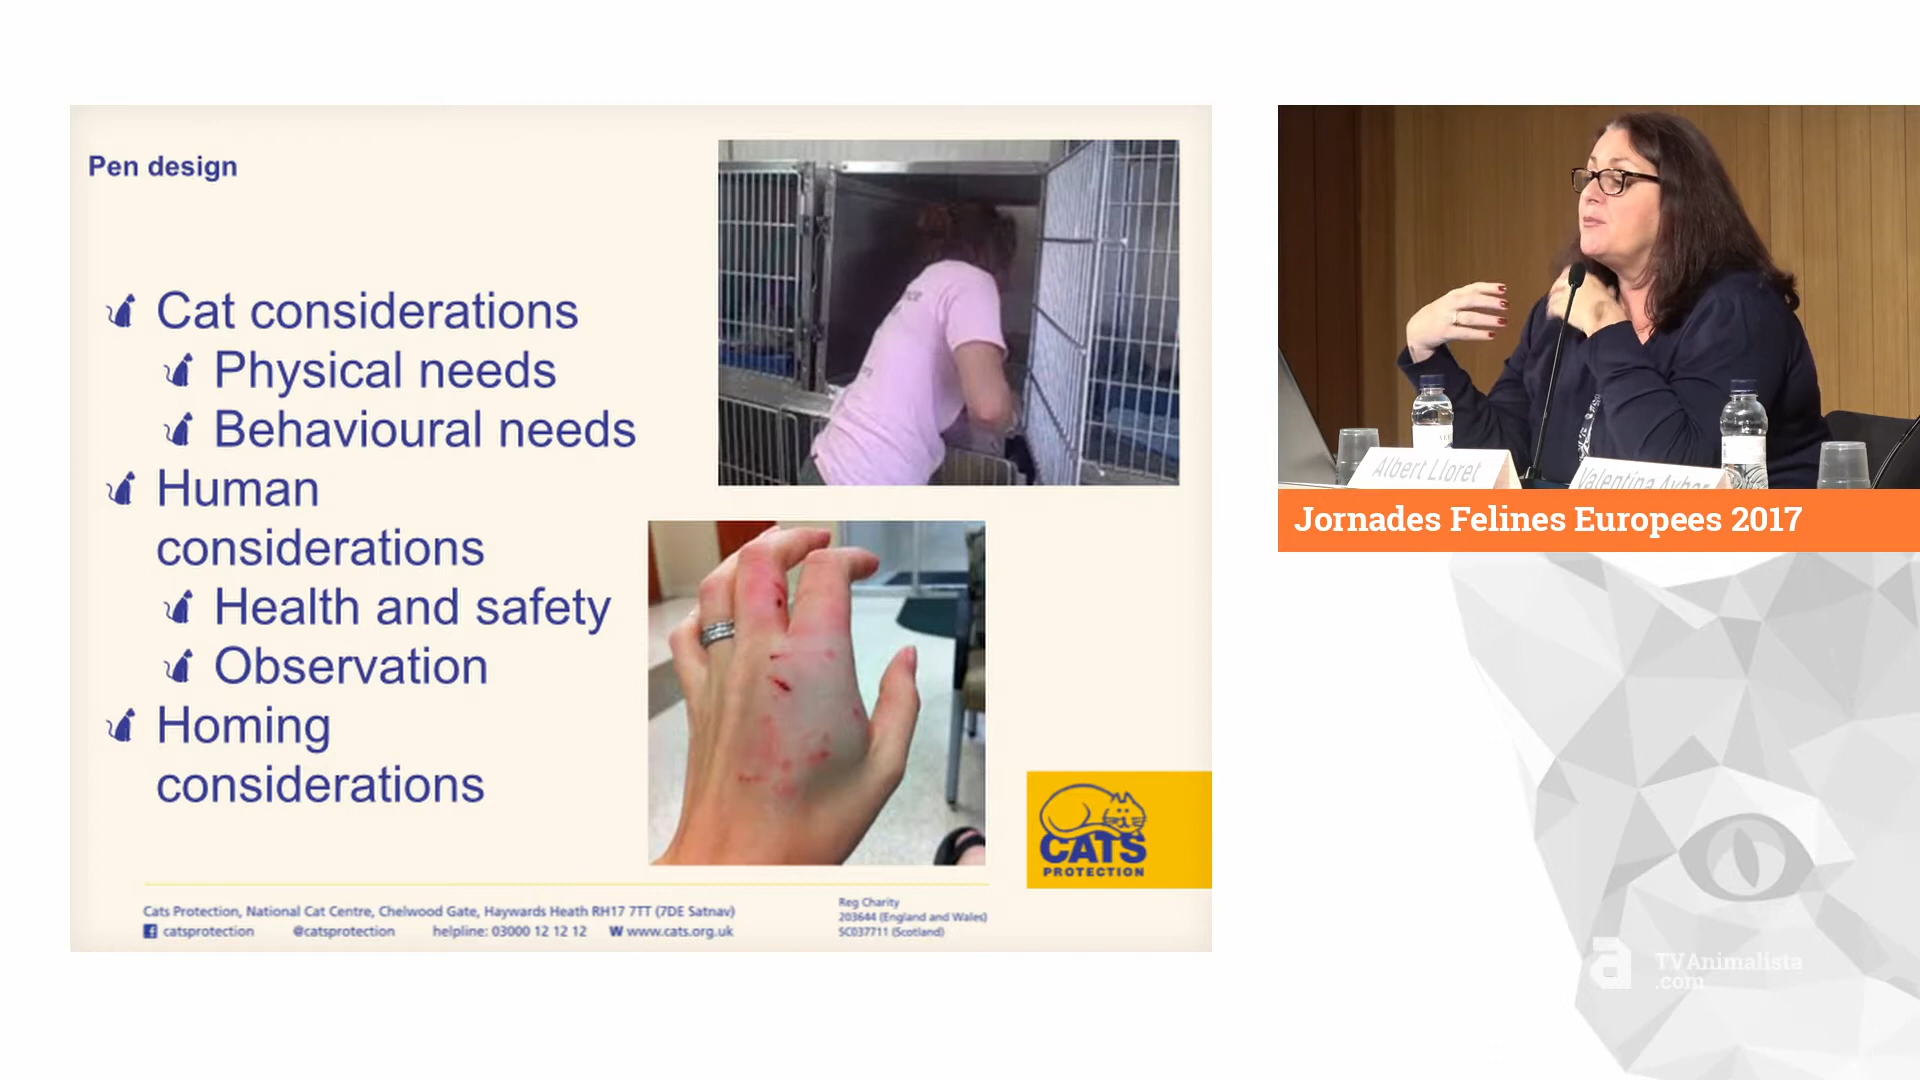 Pen design
Cat considerations
Physical needs
Behavioural needs
Human
considerations
Health and safety
Observation
Homing
considerations
CATS
PROTECTION
Cats Protection, National Cat Centre, Chelwood Gate, Haywards Heath RH17 7TT (7DE Satnav)
catsprotection @catsprotection helpline: 03000 12 12 12 W www.cats.org.uk
Reg Charity
203644 (England and Wales)
SC037711 (Scotland)
Albert Lloret
Valentina
Jornades Felines Europees 2017
TVAnimalista
.com